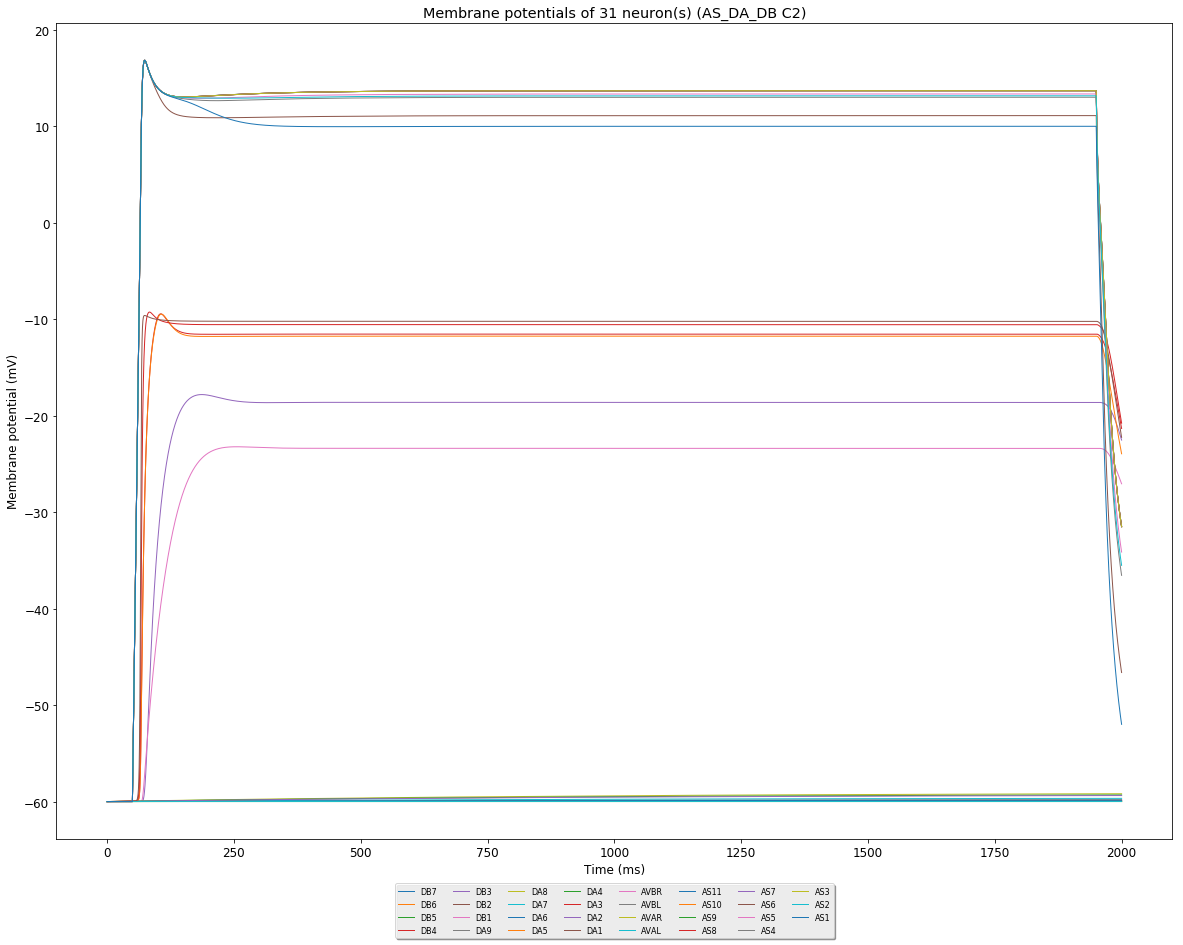 Membrane potentials of 31 neuron(s) (AS_DA_DB C2)
20
10
0
−10
−20
−30
−40
−50
−60
Membrane potential (mV)
0 250 500 750 1000 1250 1500 1750 2000
Time (ms)
DB7 DB3 DA8 DA4 AVBR AS11 AS7 AS3
DB6 DB2 DA7 DA3 AVBL AS10 AS6 AS2
DB5 DB1 DA6 DA2 AVAR AS9 AS5 AS1
DB4 DA9 DA5 DA1 AVAL AS8 AS4